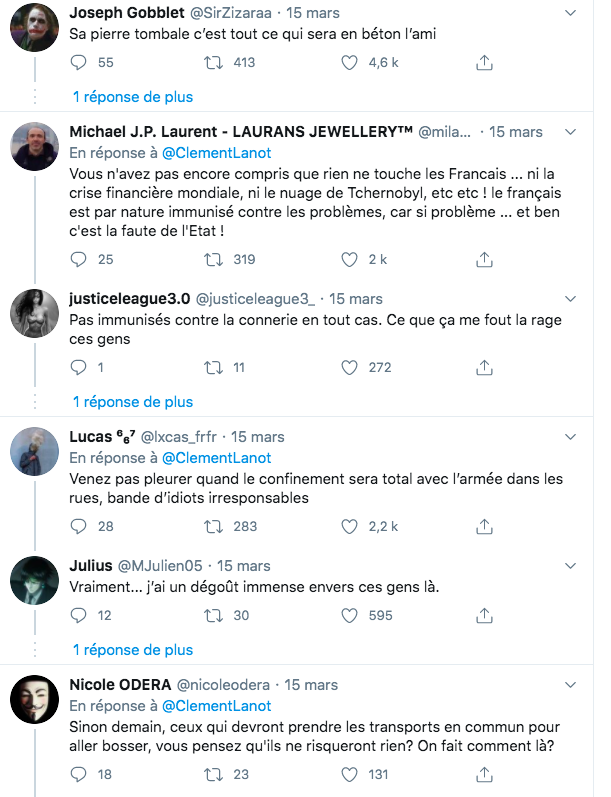 Joseph Gobblet @SirZizaraa · 15 mars
Sa pierre tombale c'est tout ce qui sera en béton l'ami
55 413 4,6 k
1 réponse de plus
Michael J.P. Laurent - LAURANS JEWELLERY™ @mila... · 15 mars
En réponse à @ClementLanot
Vous n'avez pas encore compris que rien ne touche les Francais ... ni la
crise financière mondiale, ni le nuage de Tchernobyl, etc etc ! le français
est par nature immunisé contre les problèmes, car si problème ... et ben
c'est la faute de l'Etat !
25 319 2 k
justiceleague3.0 @justiceleague3_ · 15 mars
Pas immunisés contre la connerie en tout cas. Ce que ça me fout la rage
ces gens
1 11 272
1 réponse de plus
Lucas ⁶₆⁷ @lxcas_frfr · 15 mars
En réponse à @ClementLanot
Venez pas pleurer quand le confinement sera total avec l'armée dans les
rues, bande d'idiots irresponsables
28 283 2,2 k
Julius @MJulien05 · 15 mars
Vraiment... j'ai un dégoût immense envers ces gens là.
12 30 595
1 réponse de plus
Nicole ODERA @nicoleodera · 15 mars
En réponse à @ClementLanot
Sinon demain, ceux qui devront prendre les transports en commun pour
aller bosser, vous pensez qu'ils ne risqueront rien? On fait comment là?
18 23 131